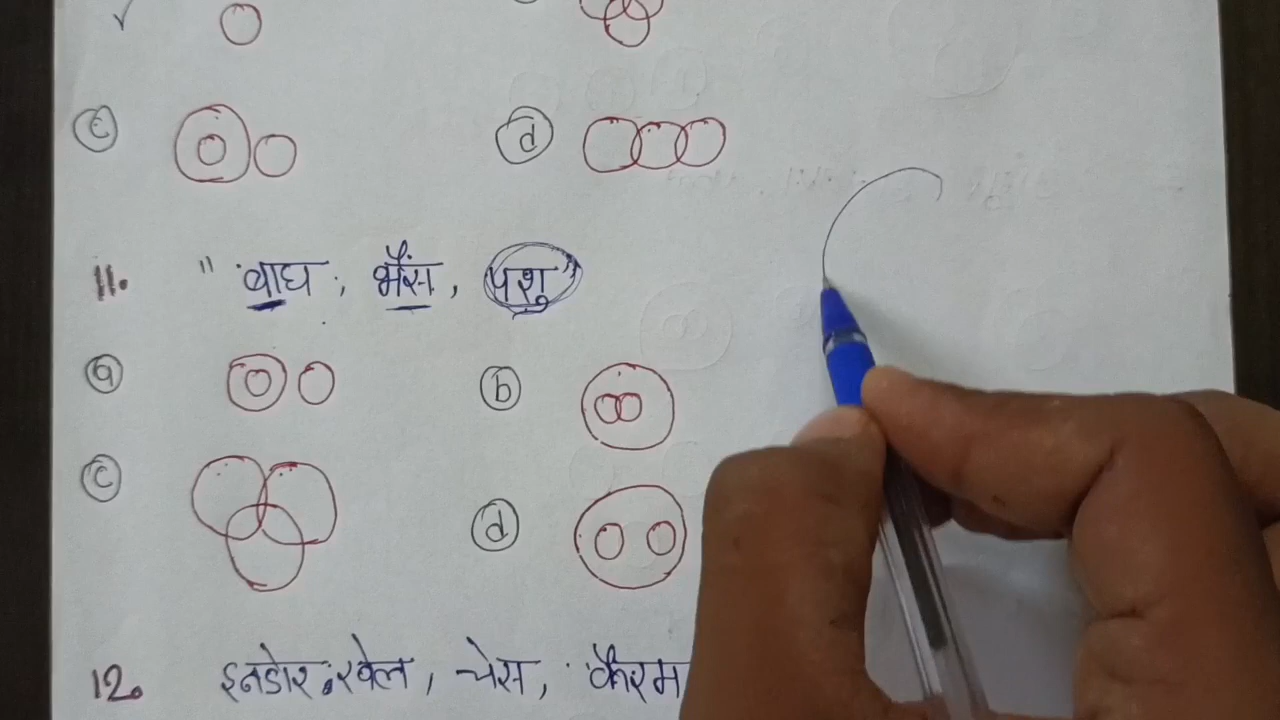 c d
11. " बाघ, भैंस, पशु "
a b
c d
12. इनडोर खेल, चेस, कैरम